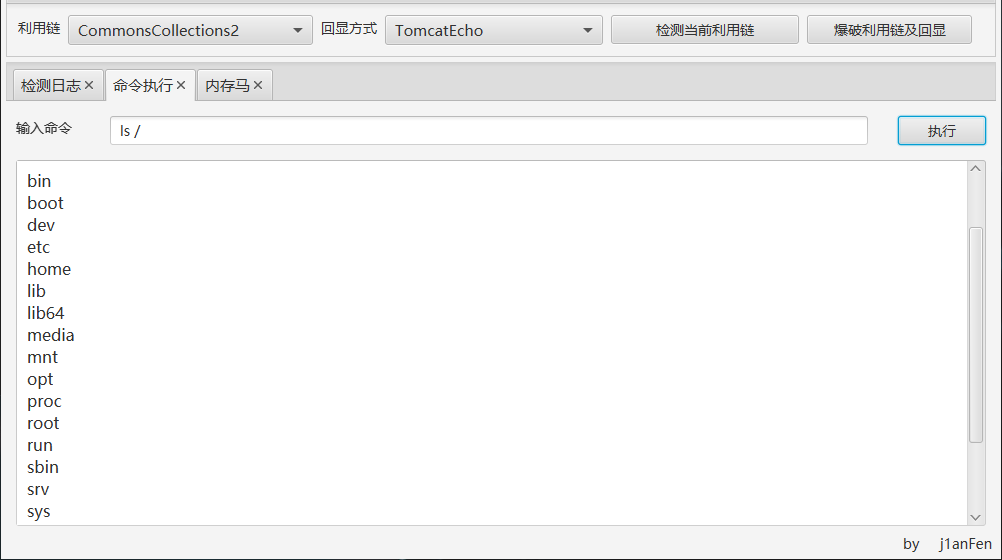 利用链 CommonsCollections2 回显方式 TomcatEcho 检测当前利用链 爆破利用链及回显
检测日志 命令执行 内存马
输入命令 ls / 执行
bin
boot
dev
etc
home
lib
lib64
media
mnt
opt
proc
root
run
sbin
srv
sys
by j1anFen